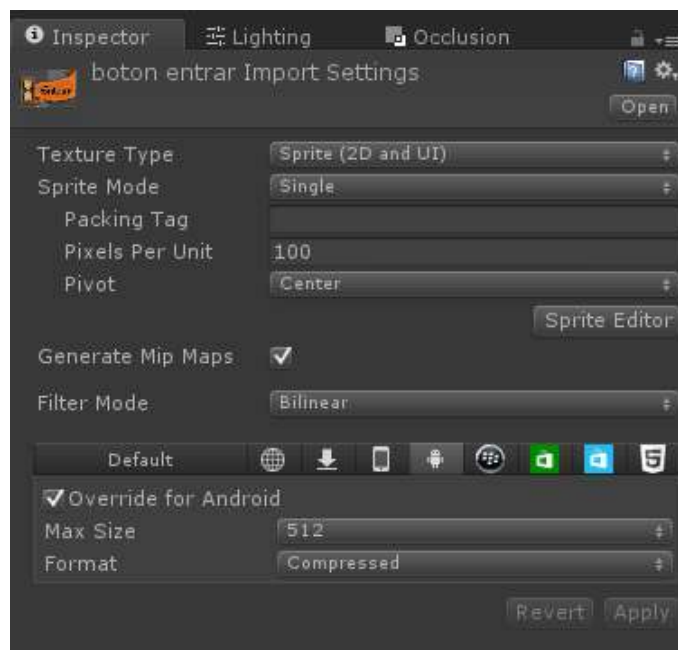 Inspector Lighting Occlusion
boton entrar Import Settings
Open
Texture Type Sprite (2D and UI)
Sprite Mode Single
Packing Tag
Pixels Per Unit 100
Pivot Center
Sprite Editor
Generate Mip Maps
Filter Mode Bilinear
Default
Override for Android
Max Size 512
Format Compressed
Revert Apply